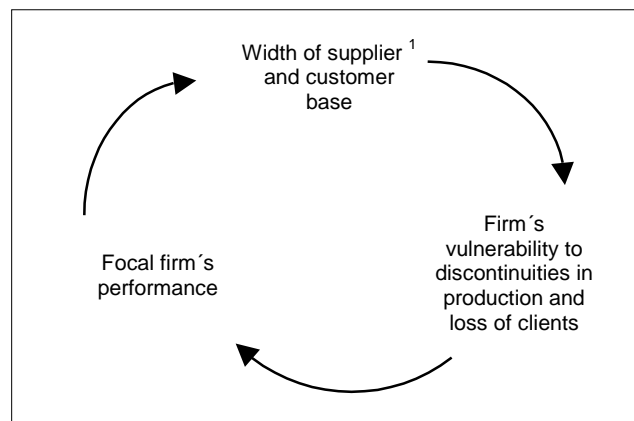 Width of supplier 1
and customer
base
Firm´s
vulnerability to
discontinuities in
production and
loss of clients
Focal firm´s
performance